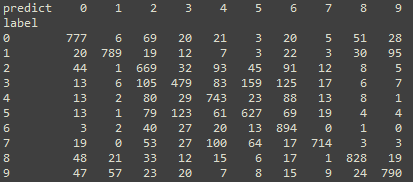 predict 0 1 2 3 4 5 6 7 8 9
label
0 777 6 69 20 21 3 20 5 51 28
1 20 789 19 12 7 3 22 3 30 95
2 44 1 669 32 93 45 91 12 8 5
3 13 6 105 479 83 159 125 17 6 7
4 13 2 80 29 743 23 88 13 8 1
5 13 1 79 123 61 627 69 19 4 4
6 3 2 40 27 20 13 894 0 1 0
7 19 0 53 27 100 64 17 714 3 3
8 48 21 33 12 15 6 17 1 828 19
9 47 57 23 20 7 8 15 9 24 790